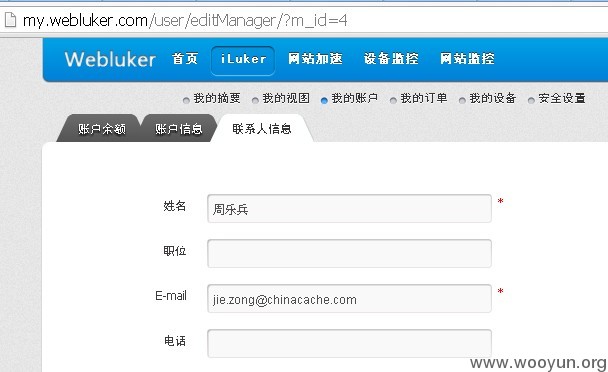 my.webluker.com/user/editManager/?m_id=4
Webluker 首页 iLuker 网站加速 设备监控 网站监控
我的摘要 我的视图 我的账户 我的订单 我的设备 安全设置
账户余额 账户信息 联系人信息
姓名 周乐兵 *
职位
E-mail jie.zong@chinacache.com *
电话
www.wooyun.org